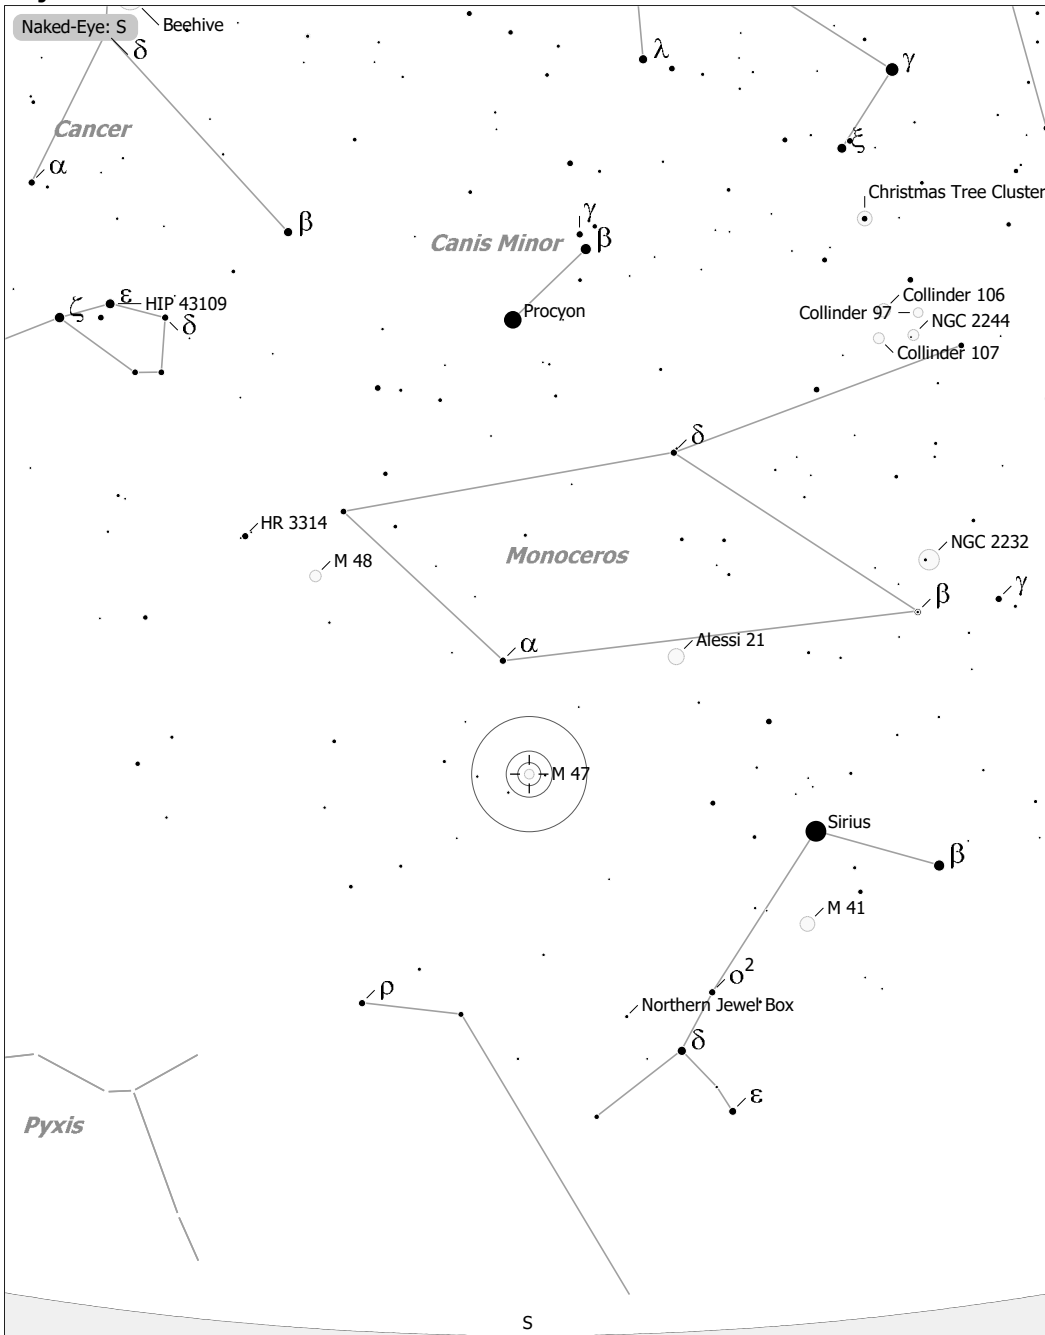 Naked-Eye: S
Beehive
δ
λ
γ
Cancer
ξ
α
Christmas Tree Cluster
γ
β
Canis Minor
β
ε
HIP 43109
ζ
δ
Procyon
Collinder 106
Collinder 97
NGC 2244
Collinder 107
δ
HR 3314
M 48
Monoceros
NGC 2232
γ
β
α
Alessi 21
M 47
Sirius
β
M 41
ο²
ρ
Northern Jewel Box
δ
ε
Pyxis
S